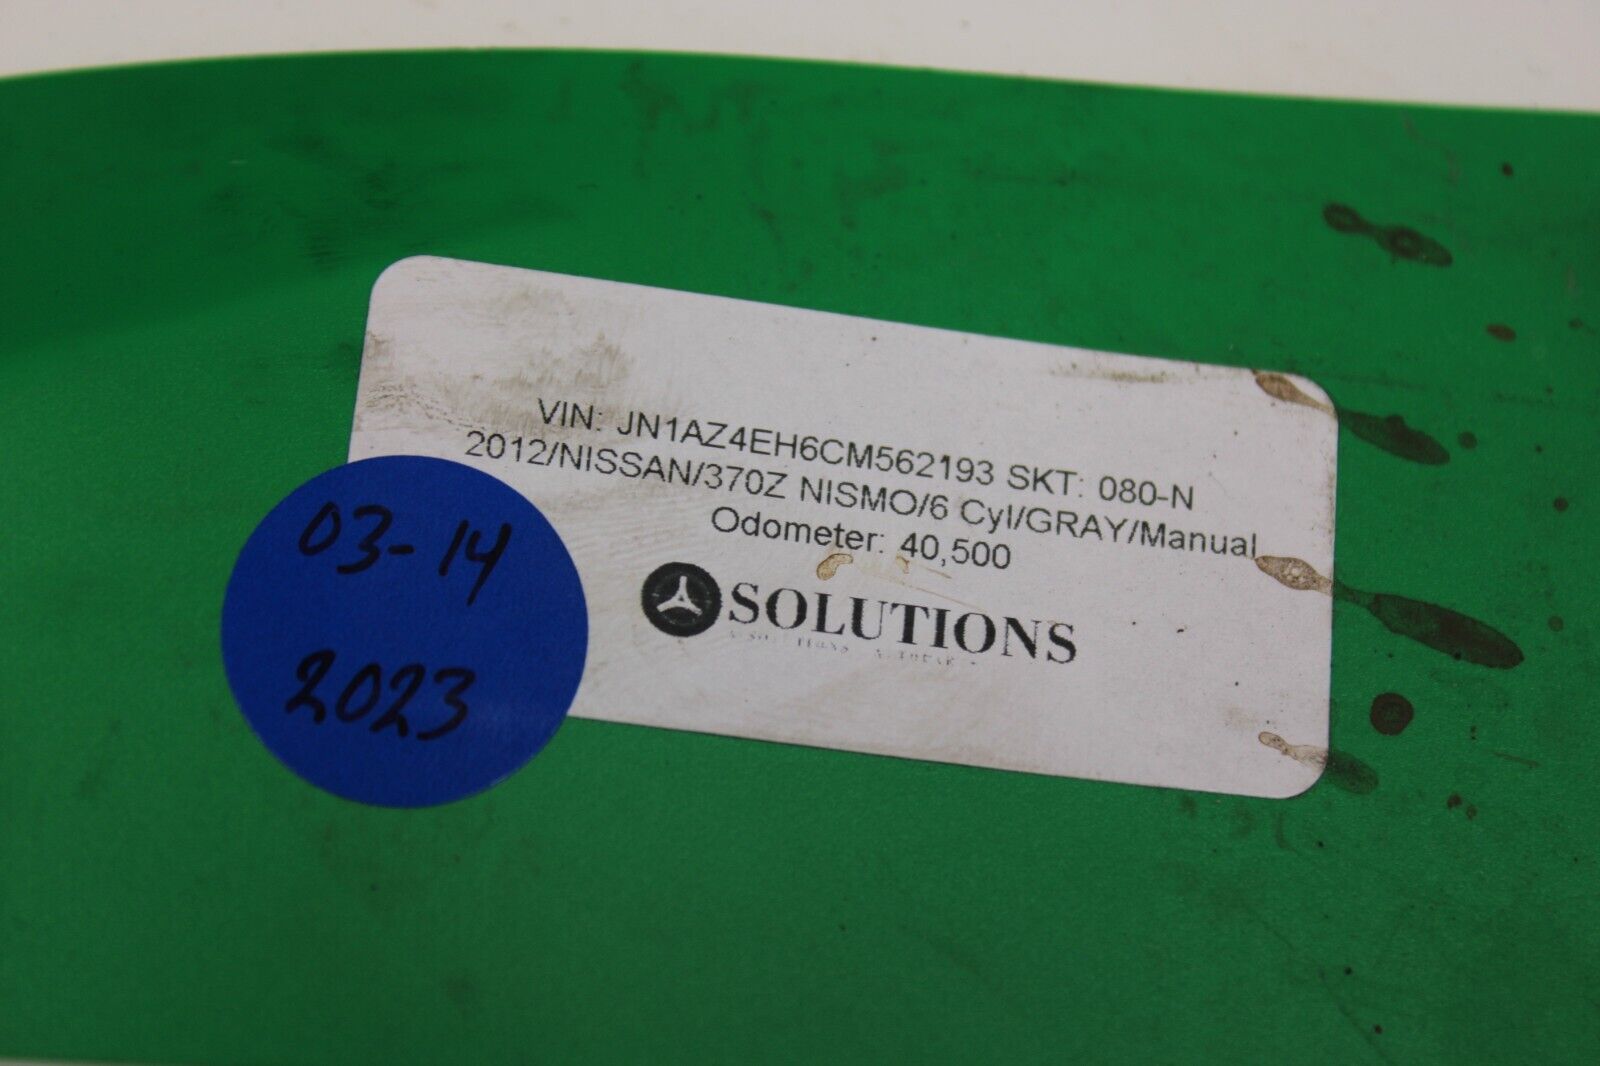 VIN: JN1AZ4EH6CM562193 SKT: 080-N
2012/NISSAN/370Z NISMO/6 Cyl/GRAY/Manual
Odometer: 40,500
SOLUTIONS
03-14
2023